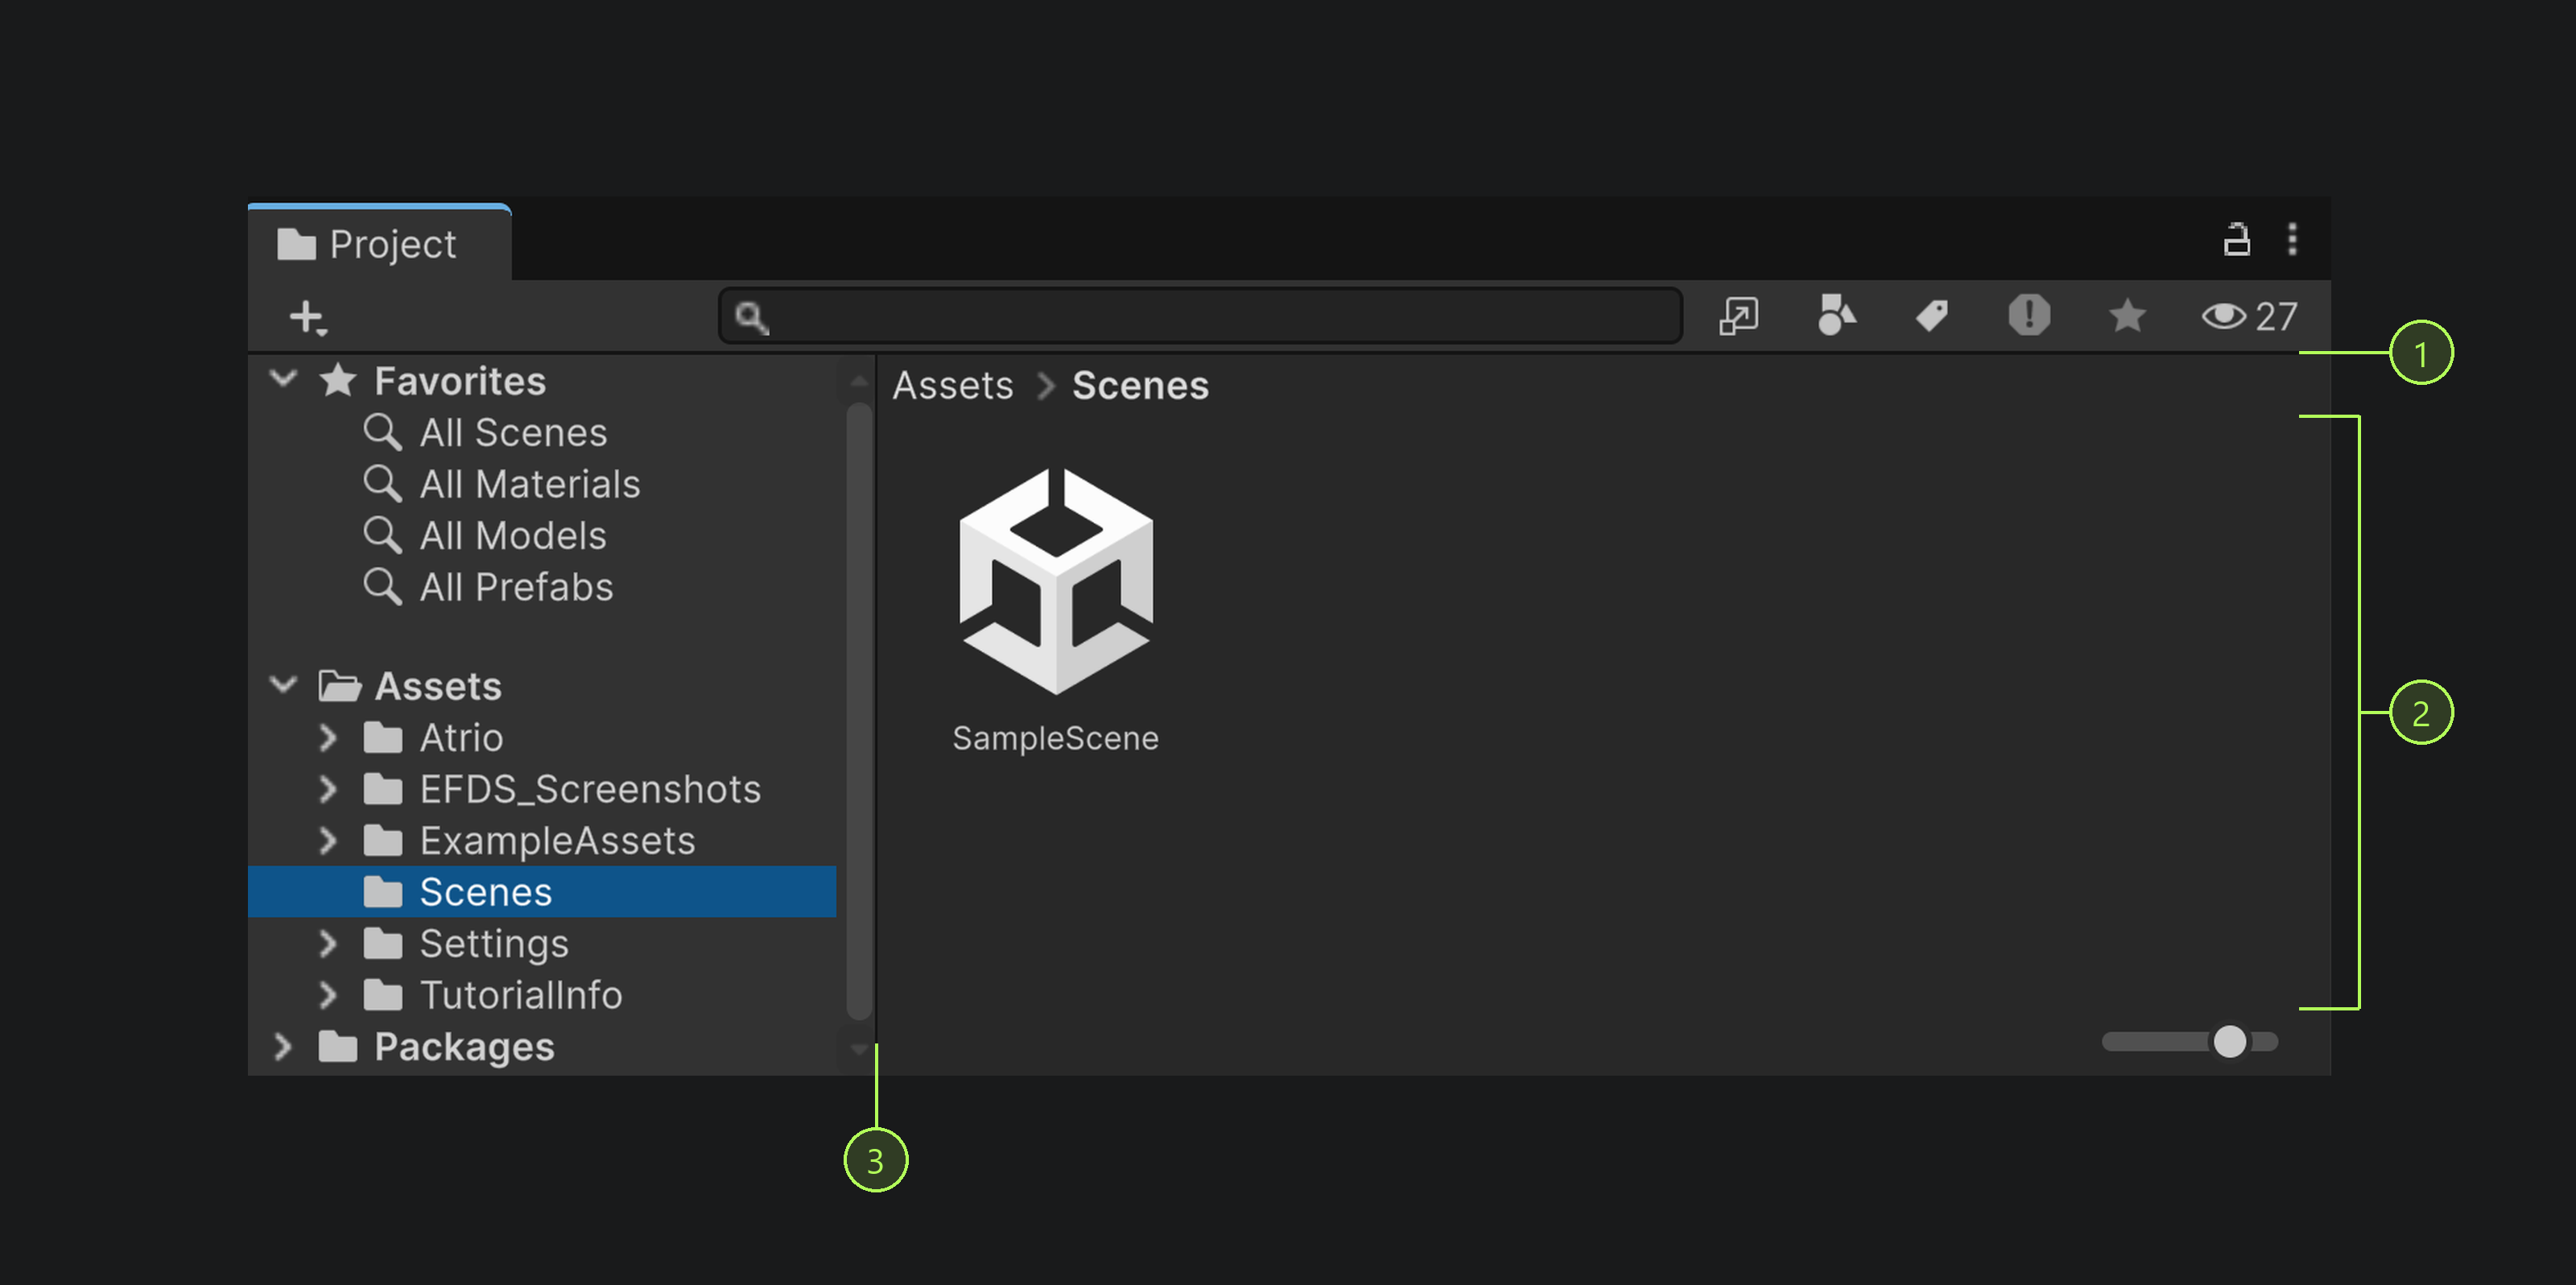 Project
27
1
Favorites
Assets Scenes
All Scenes
All Materials
All Models
All Prefabs
Assets
2
Atrio
SampleScene
EFDS_Screenshots
ExampleAssets
Scenes
Settings
TutorialInfo
Packages
3